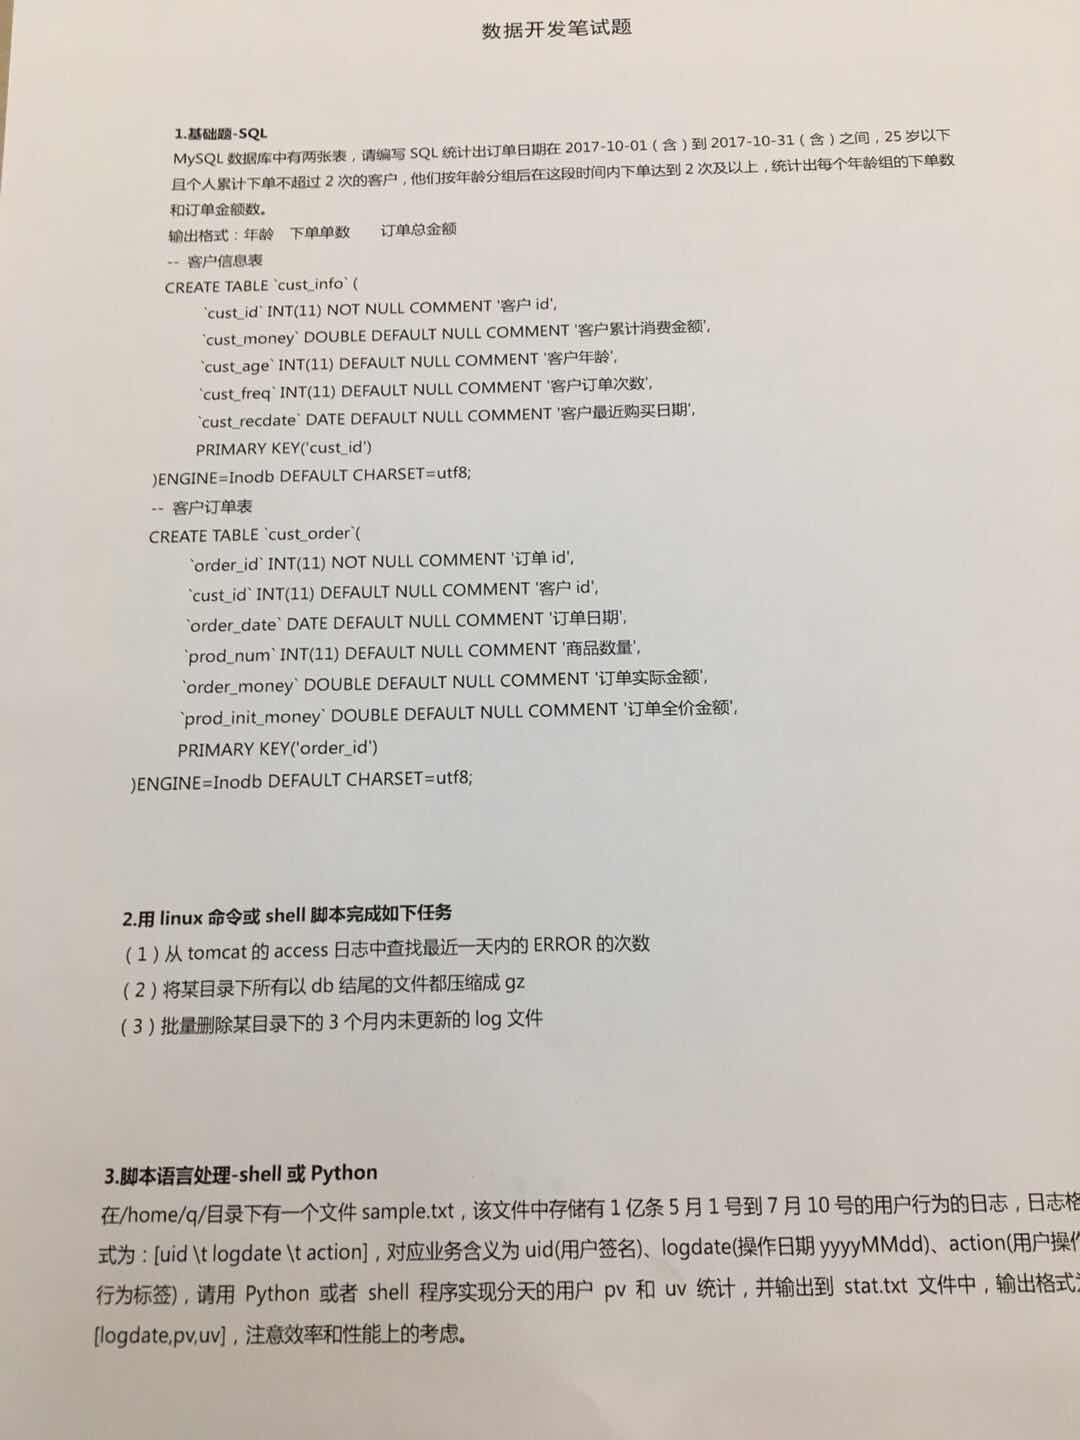 数据开发笔试题
1.基础题-SQL
MySQL 数据库中有两张表，请编写 SQL 统计出订单日期在 2017-10-01（含）到 2017-10-31（含）之间，25 岁以下
且个人累计下单不超过 2 次的客户，他们按年龄分组后在这段时间内下单达到 2 次及以上，统计出每个年龄组的下单数
和订单金额数。
输出格式：年龄 下单单数 订单总金额
-- 客户信息表
CREATE TABLE `cust_info` (
`cust_id` INT(11) NOT NULL COMMENT '客户 id',
`cust_money` DOUBLE DEFAULT NULL COMMENT '客户累计消费金额',
`cust_age` INT(11) DEFAULT NULL COMMENT '客户年龄',
`cust_freq` INT(11) DEFAULT NULL COMMENT '客户订单次数',
`cust_recdate` DATE DEFAULT NULL COMMENT '客户最近购买日期',
PRIMARY KEY('cust_id')
)ENGINE=Inodb DEFAULT CHARSET=utf8;
-- 客户订单表
CREATE TABLE `cust_order`(
`order_id` INT(11) NOT NULL COMMENT '订单 id',
`cust_id` INT(11) DEFAULT NULL COMMENT '客户 id',
`order_date` DATE DEFAULT NULL COMMENT '订单日期',
`prod_num` INT(11) DEFAULT NULL COMMENT '商品数量',
`order_money` DOUBLE DEFAULT NULL COMMENT '订单实际金额',
`prod_init_money` DOUBLE DEFAULT NULL COMMENT '订单全价金额',
PRIMARY KEY('order_id')
)ENGINE=Inodb DEFAULT CHARSET=utf8;
2.用 linux 命令或 shell 脚本完成如下任务
（1）从 tomcat 的 access 日志中查找最近一天内的 ERROR 的次数
（2）将某目录下所有以 db 结尾的文件都压缩成 gz
（3）批量删除某目录下的 3 个月内未更新的 log 文件
3.脚本语言处理-shell 或 Python
在/home/q/目录下有一个文件 sample.txt，该文件中存储有 1 亿条 5 月 1 号到 7 月 10 号的用户行为的日志，日志格
式为：[uid \t logdate \t action]，对应业务含义为 uid(用户签名)、logdate(操作日期 yyyyMMdd)、action(用户操作
行为标签)，请用 Python 或者 shell 程序实现分天的用户 pv 和 uv 统计，并输出到 stat.txt 文件中，输出格式为
[logdate,pv,uv]，注意效率和性能上的考虑。